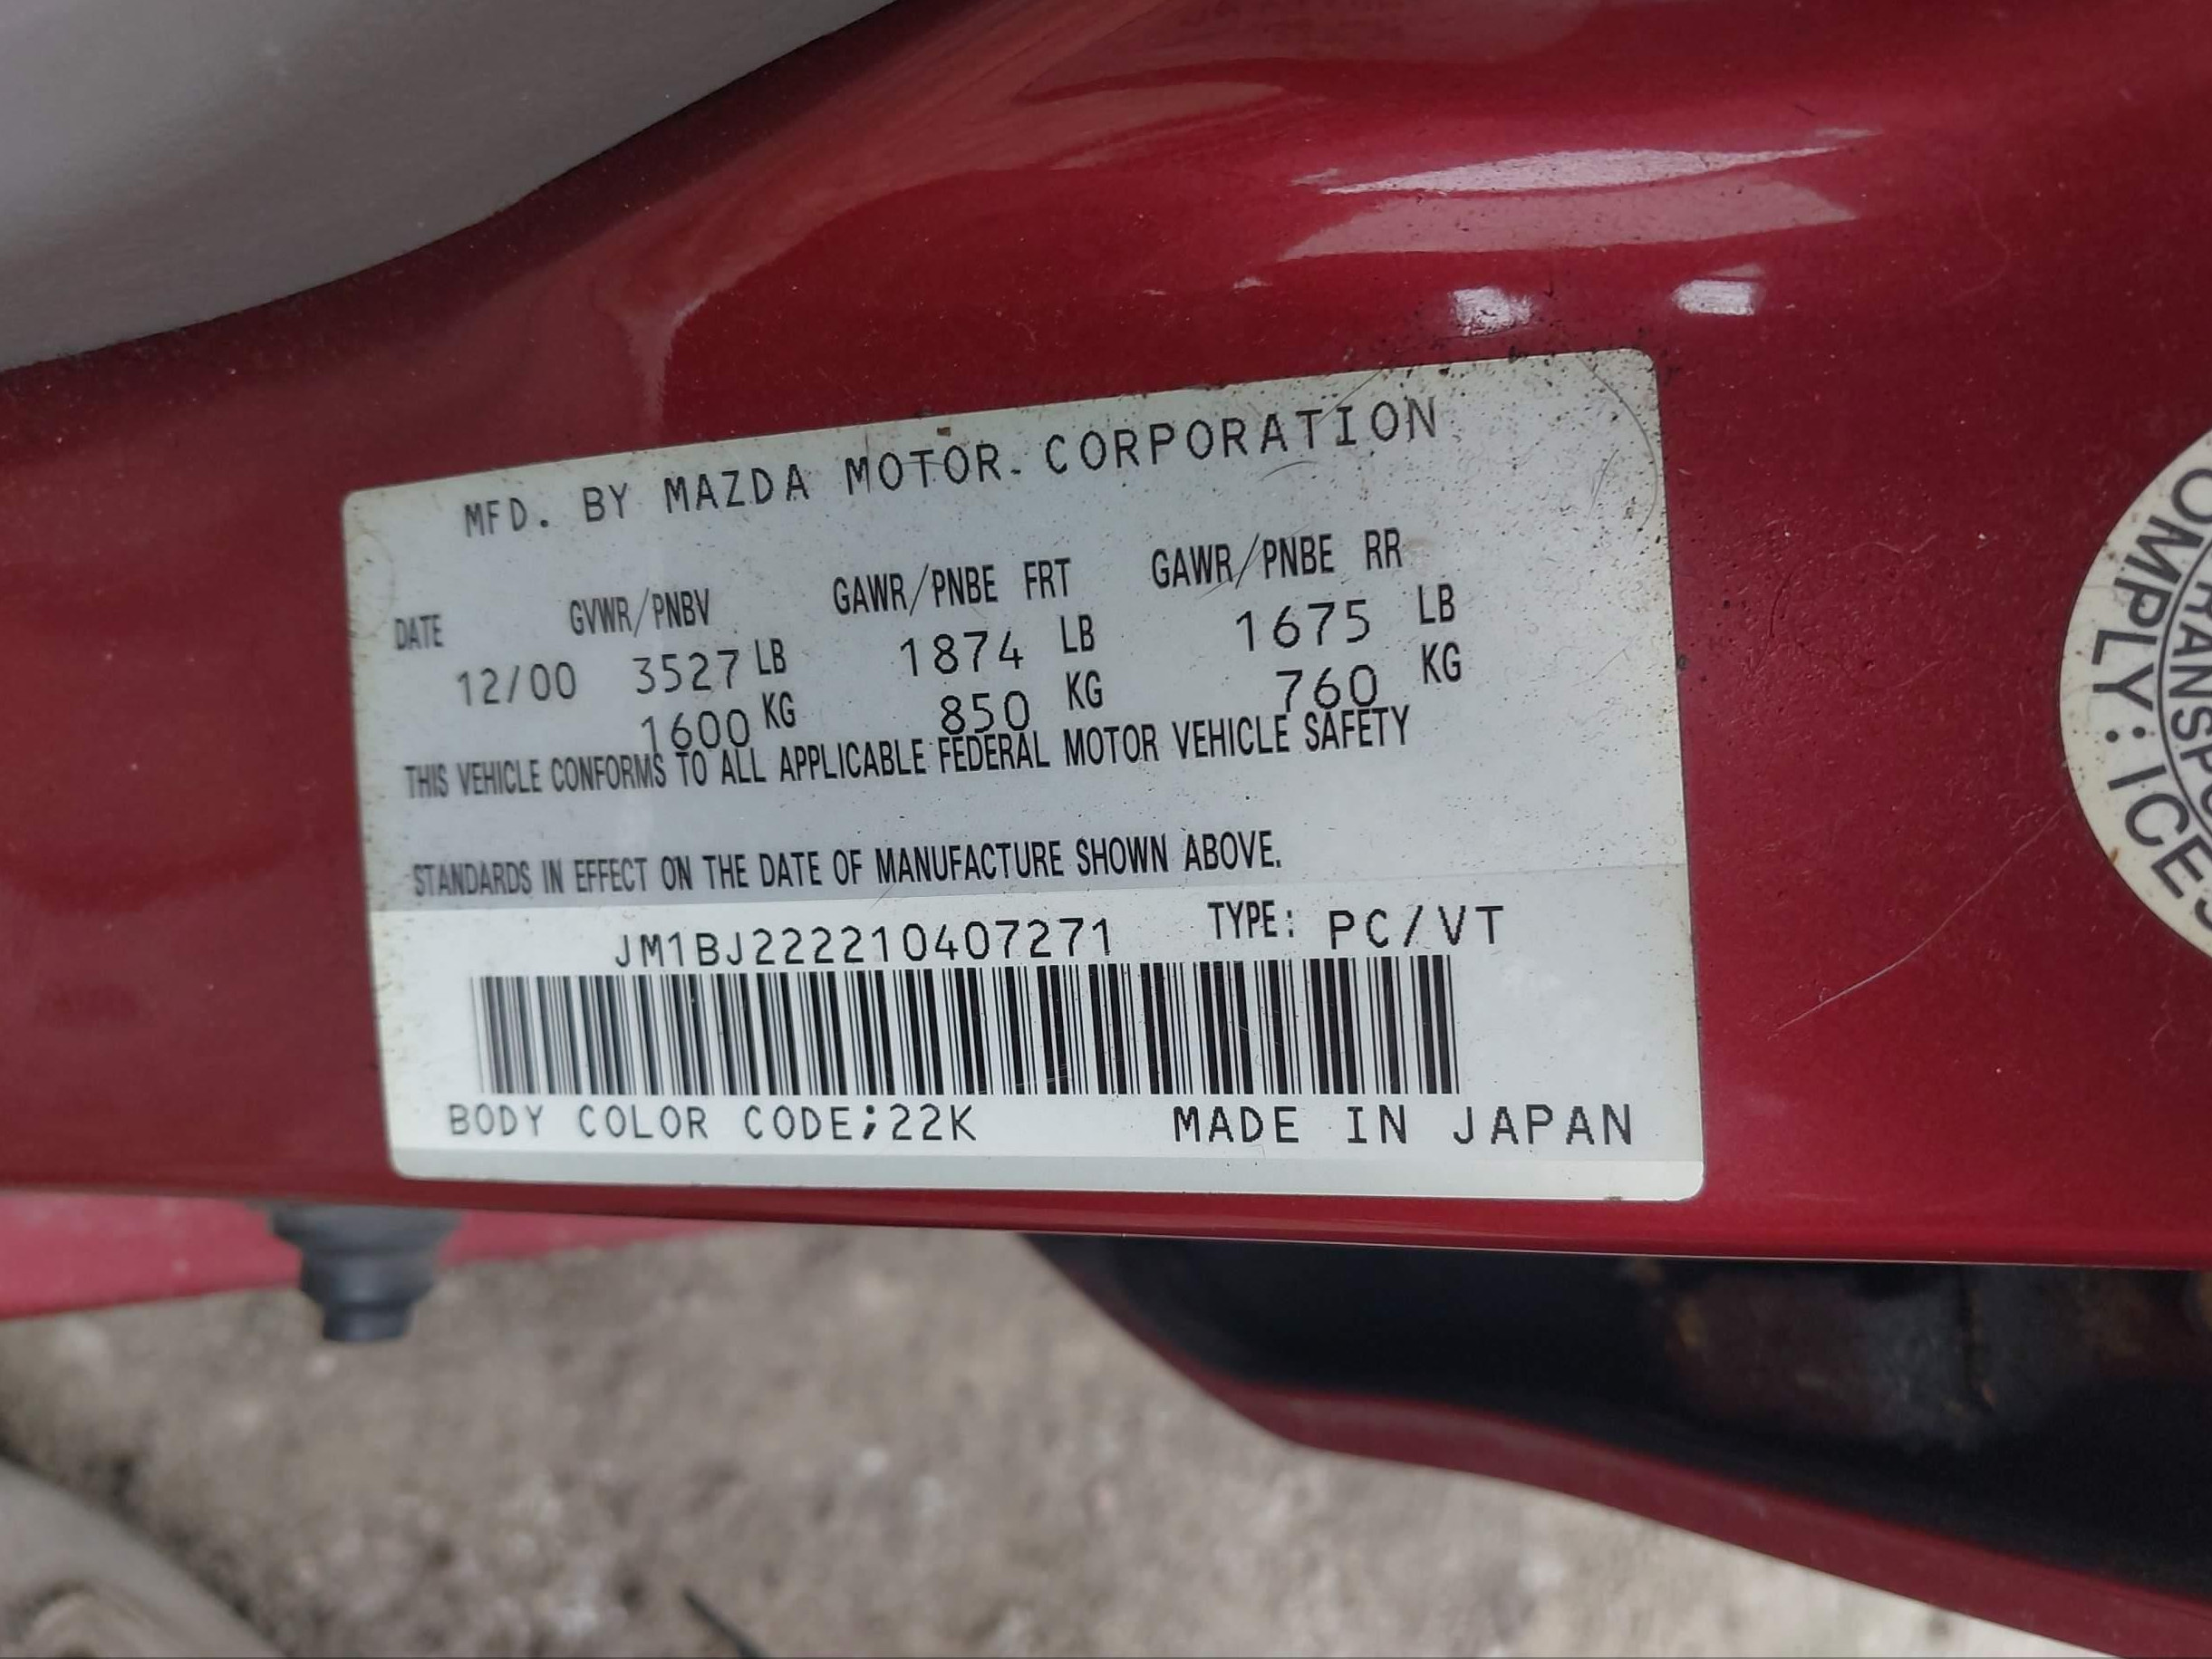 MFD. BY MAZDA MOTOR CORPORATION
DATE GVWR/PNBV GAWR/PNBE FRT GAWR/PNBE RR
12/00 3527 LB 1874 LB 1675 LB
1600 KG 850 KG 760 KG
THIS VEHICLE CONFORMS TO ALL APPLICABLE FEDERAL MOTOR VEHICLE SAFETY
STANDARDS IN EFFECT ON THE DATE OF MANUFACTURE SHOWN ABOVE.
JM1BJ222210407271 TYPE: PC/VT
BODY COLOR CODE;22K MADE IN JAPAN
OMPLY: ICES
RANSPO